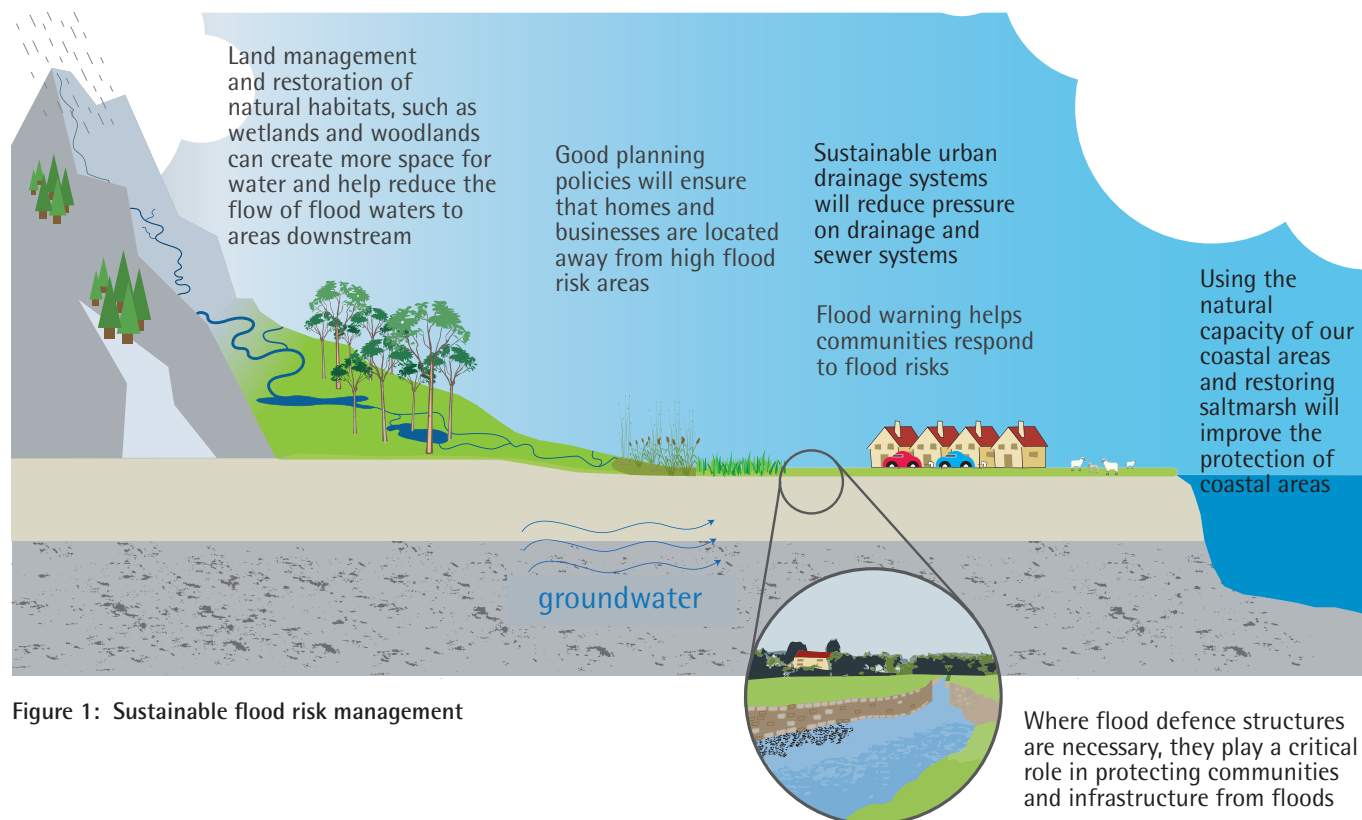 Land management
and restoration of
natural habitats, such as
wetlands and woodlands
can create more space for
water and help reduce the
flow of flood waters to
areas downstream
Good planning
policies will ensure
that homes and
businesses are located
away from high flood
risk areas
Sustainable urban
drainage systems
will reduce pressure
on drainage and
sewer systems
Flood warning helps
communities respond
to flood risks
Using the
natural
capacity of our
coastal areas
and restoring
saltmarsh will
improve the
protection of
coastal areas
groundwater
Figure 1: Sustainable flood risk management
Where flood defence structures
are necessary, they play a critical
role in protecting communities
and infrastructure from floods